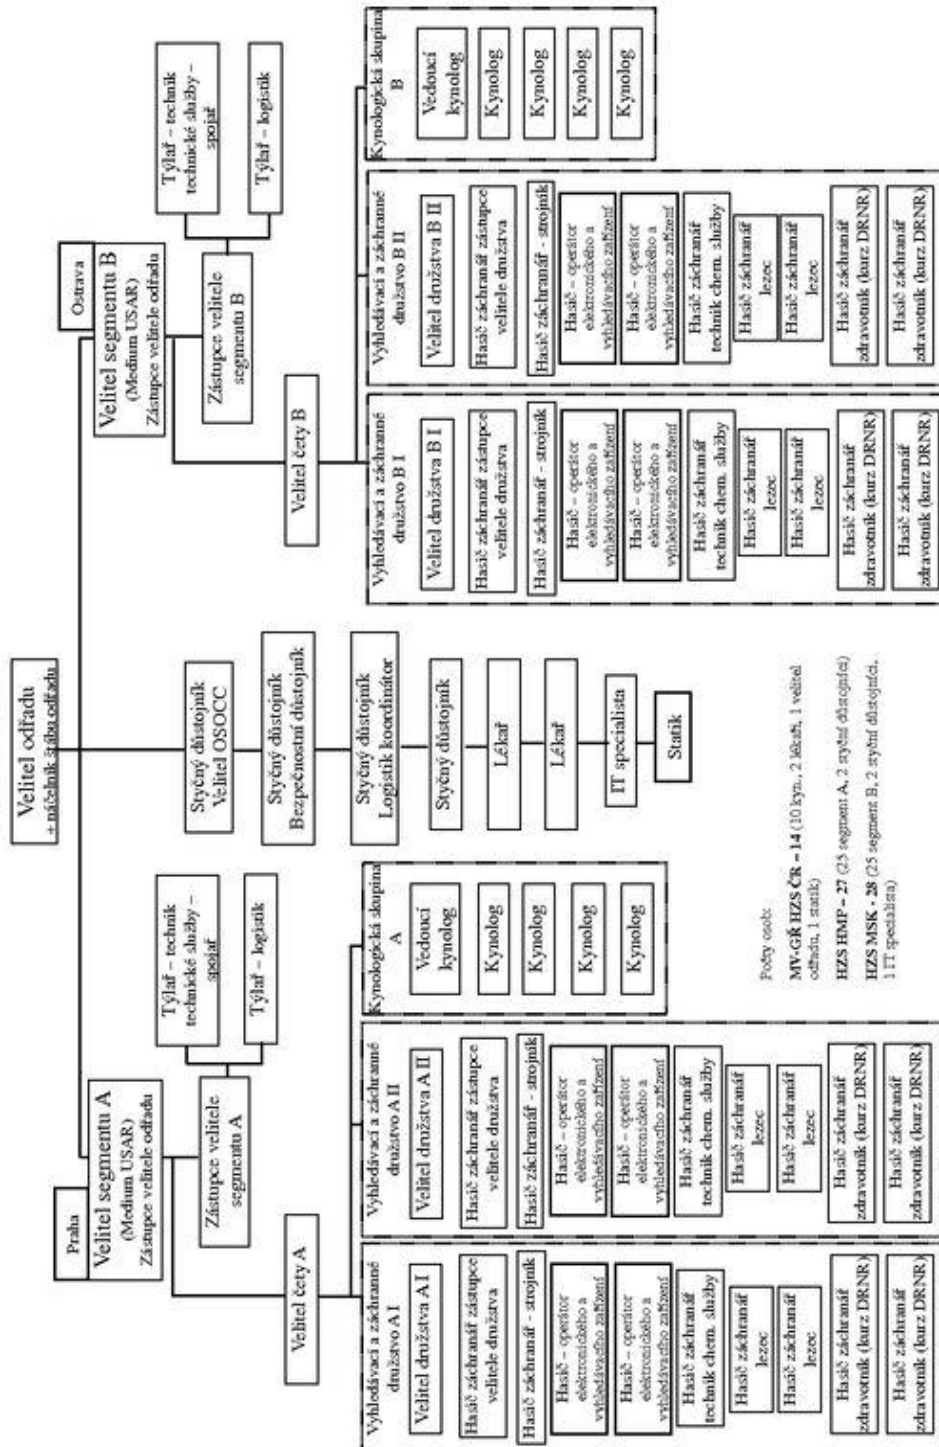 Velitel odřadu
+ náčelník štábu odřadu
Praha
Velitel segmentu A
(Medium USAR)
Zástupce velitele odřadu
Týlař – technik
technické služby –
spojař
Týlař – logistik
Zástupce velitele
segmentu A
Velitel čety A
Vyhledávací a záchranné
družstvo A I
Velitel družstva A I
Hasič záchranář zástupce
velitele družstva
Hasič záchranář - strojník
Hasič – operátor
elektronického a
vyhledávacího zařízení
Hasič – operátor
elektronického a
vyhledávacího zařízení
Hasič záchranář
technik chem. služby
Hasič záchranář
lezec
Hasič záchranář
lezec
Hasič záchranář
zdravotník (kurz DRNR)
Hasič záchranář
zdravotník (kurz DRNR)
Vyhledávací a záchranné
družstvo A II
Velitel družstva A II
Hasič záchranář zástupce
velitele družstva
Hasič záchranář - strojník
Hasič – operátor
elektronického a
vyhledávacího zařízení
Hasič – operátor
elektronického a
vyhledávacího zařízení
Hasič záchranář
technik chem. služby
Hasič záchranář
lezec
Hasič záchranář
lezec
Hasič záchranář
zdravotník (kurz DRNR)
Hasič záchranář
zdravotník (kurz DRNR)
Kynologická skupina
A
Vedoucí
kynolog
Kynolog
Kynolog
Kynolog
Kynolog
Styčný důstojník
Velitel OSOCC
Styčný důstojník
Bezpečnostní důstojník
Styčný důstojník
Logistik koordinátor
Styčný důstojník
Lékař
Lékař
IT specialista
Statik
Počty osob:
MV-GŘ HZS ČR – 14 (10 kyn., 2 lékaři, 1 velitel
odřadu, 1 statik)
HZS HMP – 27 (25 segment A, 2 styční důstojníci)
HZS MSK - 28 (25 segment B, 2 styční důstojníci,
1 IT specialista)
Ostrava
Velitel segmentu B
(Medium USAR)
Zástupce velitele odřadu
Týlař – technik
technické služby –
spojař
Týlař – logistik
Zástupce velitele
segmentu B
Velitel čety B
Vyhledávací a záchranné
družstvo B I
Velitel družstva B I
Hasič záchranář zástupce
velitele družstva
Hasič záchranář - strojník
Hasič – operátor
elektronického a
vyhledávacího zařízení
Hasič – operátor
elektronického a
vyhledávacího zařízení
Hasič záchranář
technik chem. služby
Hasič záchranář
lezec
Hasič záchranář
lezec
Hasič záchranář
zdravotník (kurz DRNR)
Hasič záchranář
zdravotník (kurz DRNR)
Vyhledávací a záchranné
družstvo B II
Velitel družstva B II
Hasič záchranář zástupce
velitele družstva
Hasič záchranář - strojník
Hasič – operátor
elektronického a
vyhledávacího zařízení
Hasič – operátor
elektronického a
vyhledávacího zařízení
Hasič záchranář
technik chem. služby
Hasič záchranář
lezec
Hasič záchranář
lezec
Hasič záchranář
zdravotník (kurz DRNR)
Hasič záchranář
zdravotník (kurz DRNR)
Kynologická skupina
B
Vedoucí
kynolog
Kynolog
Kynolog
Kynolog
Kynolog